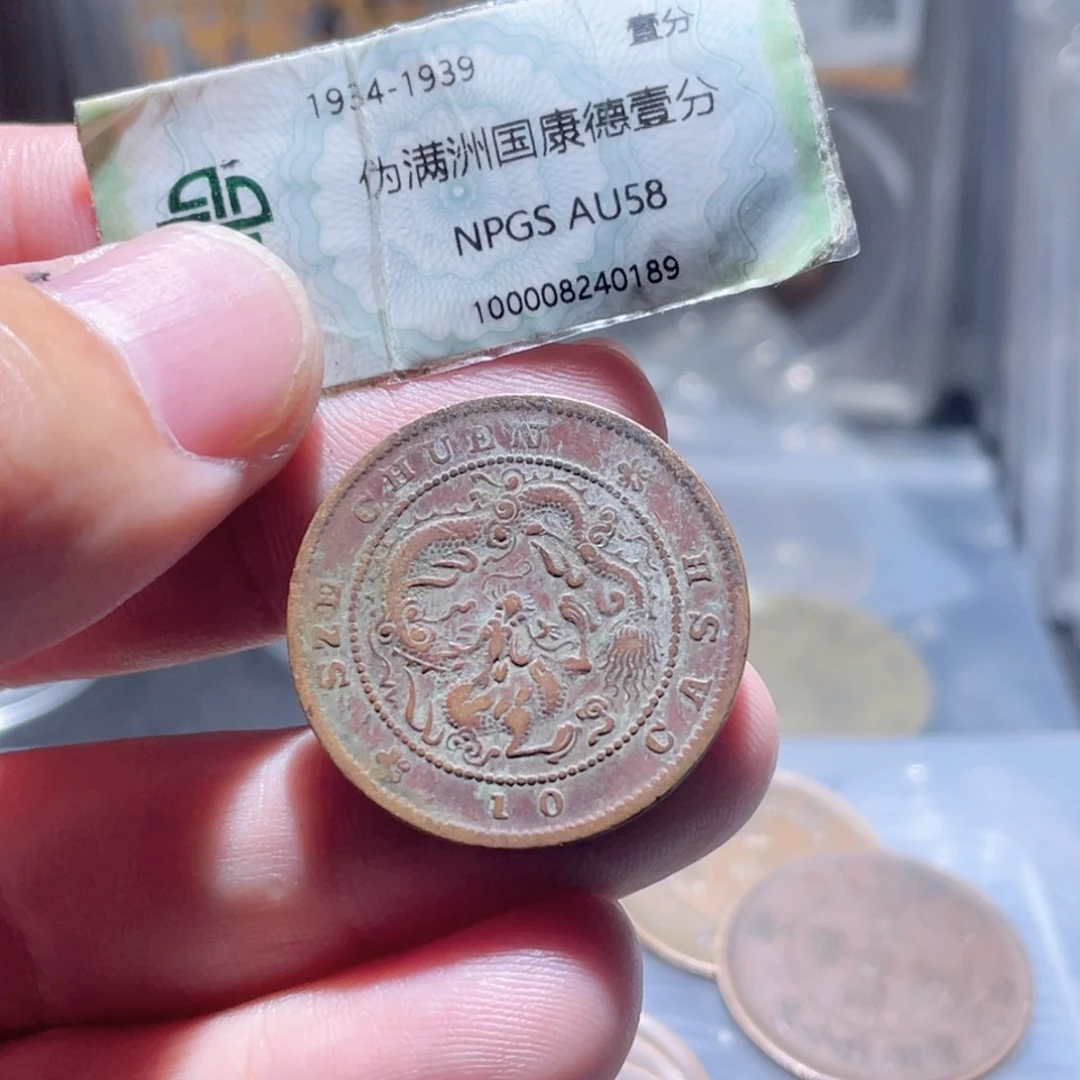 壹分
1934-1939
伪满洲国康德壹分
NPGS AU58
100008240189
SZE CHUEN
10 CASH